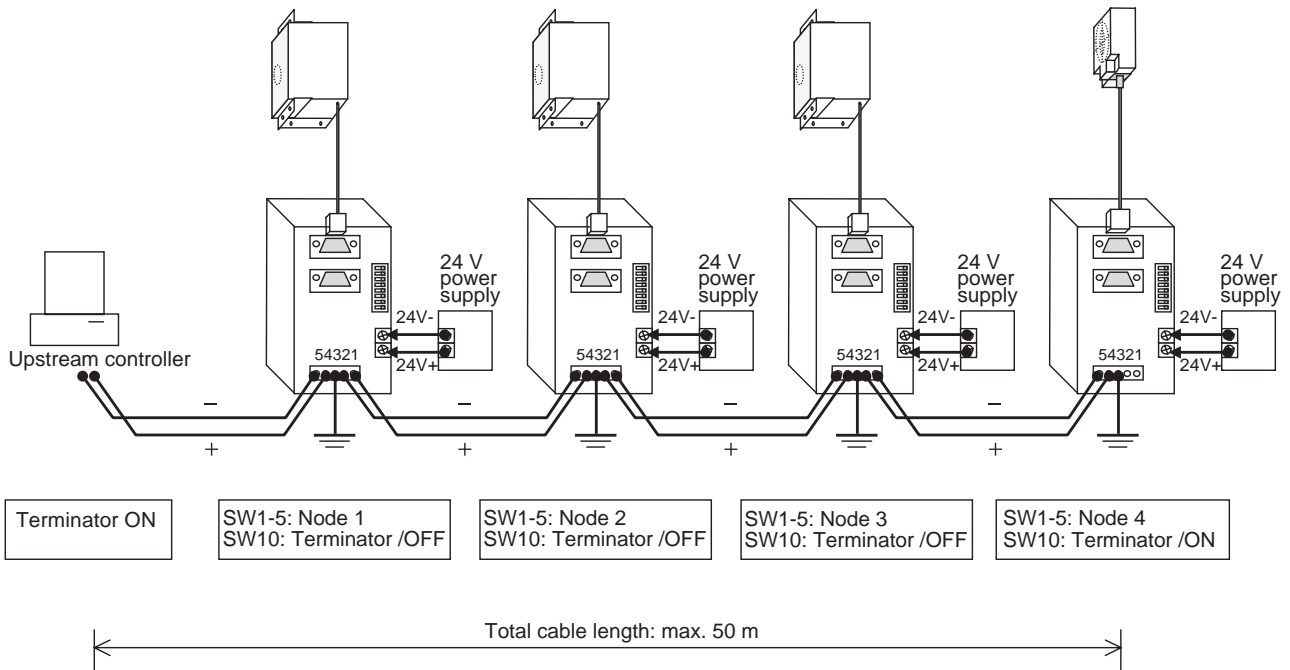 24 V
power
supply
24V-
54321
24V+
24 V
power
supply
24V-
54321
24V+
24 V
power
supply
24V-
54321
24V+
24 V
power
supply
24V-
54321
24V+
Upstream controller
−
+
−
+
−
+
−
+
Terminator ON
SW1-5: Node 1
SW10: Terminator /OFF
SW1-5: Node 2
SW10: Terminator /OFF
SW1-5: Node 3
SW10: Terminator /OFF
SW1-5: Node 4
SW10: Terminator /ON
Total cable length: max. 50 m